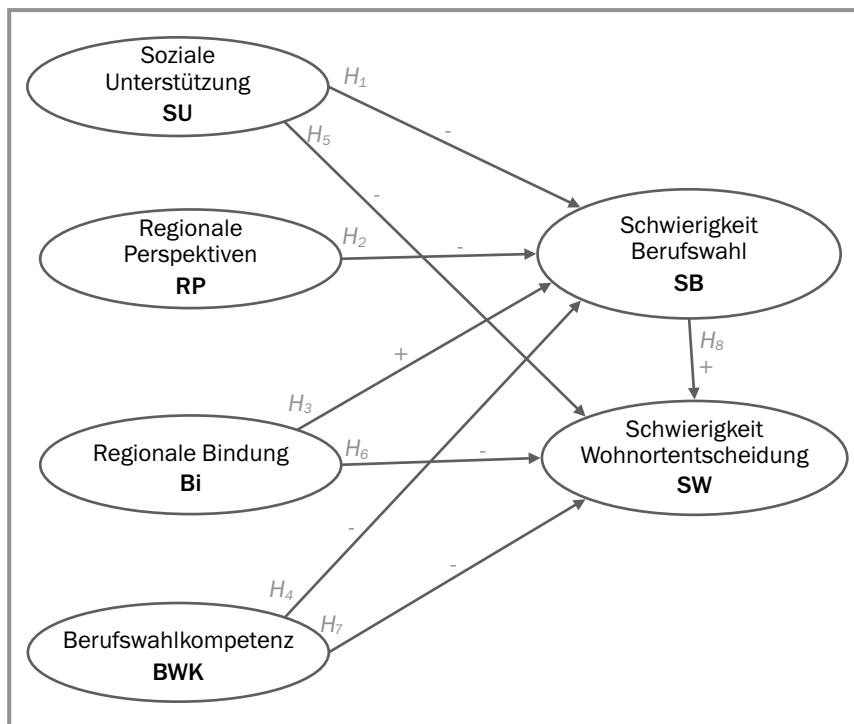 Soziale
Unterstützung
SU
H1
-
H5
-
Regionale
Perspektiven
RP
H2
-
Schwierigkeit
Berufswahl
SB
H8
+
+
H3
Regionale Bindung
Bi
H6
-
Schwierigkeit
Wohnortentscheidung
SW
-
H4
-
H7
Berufswahlkompetenz
BWK